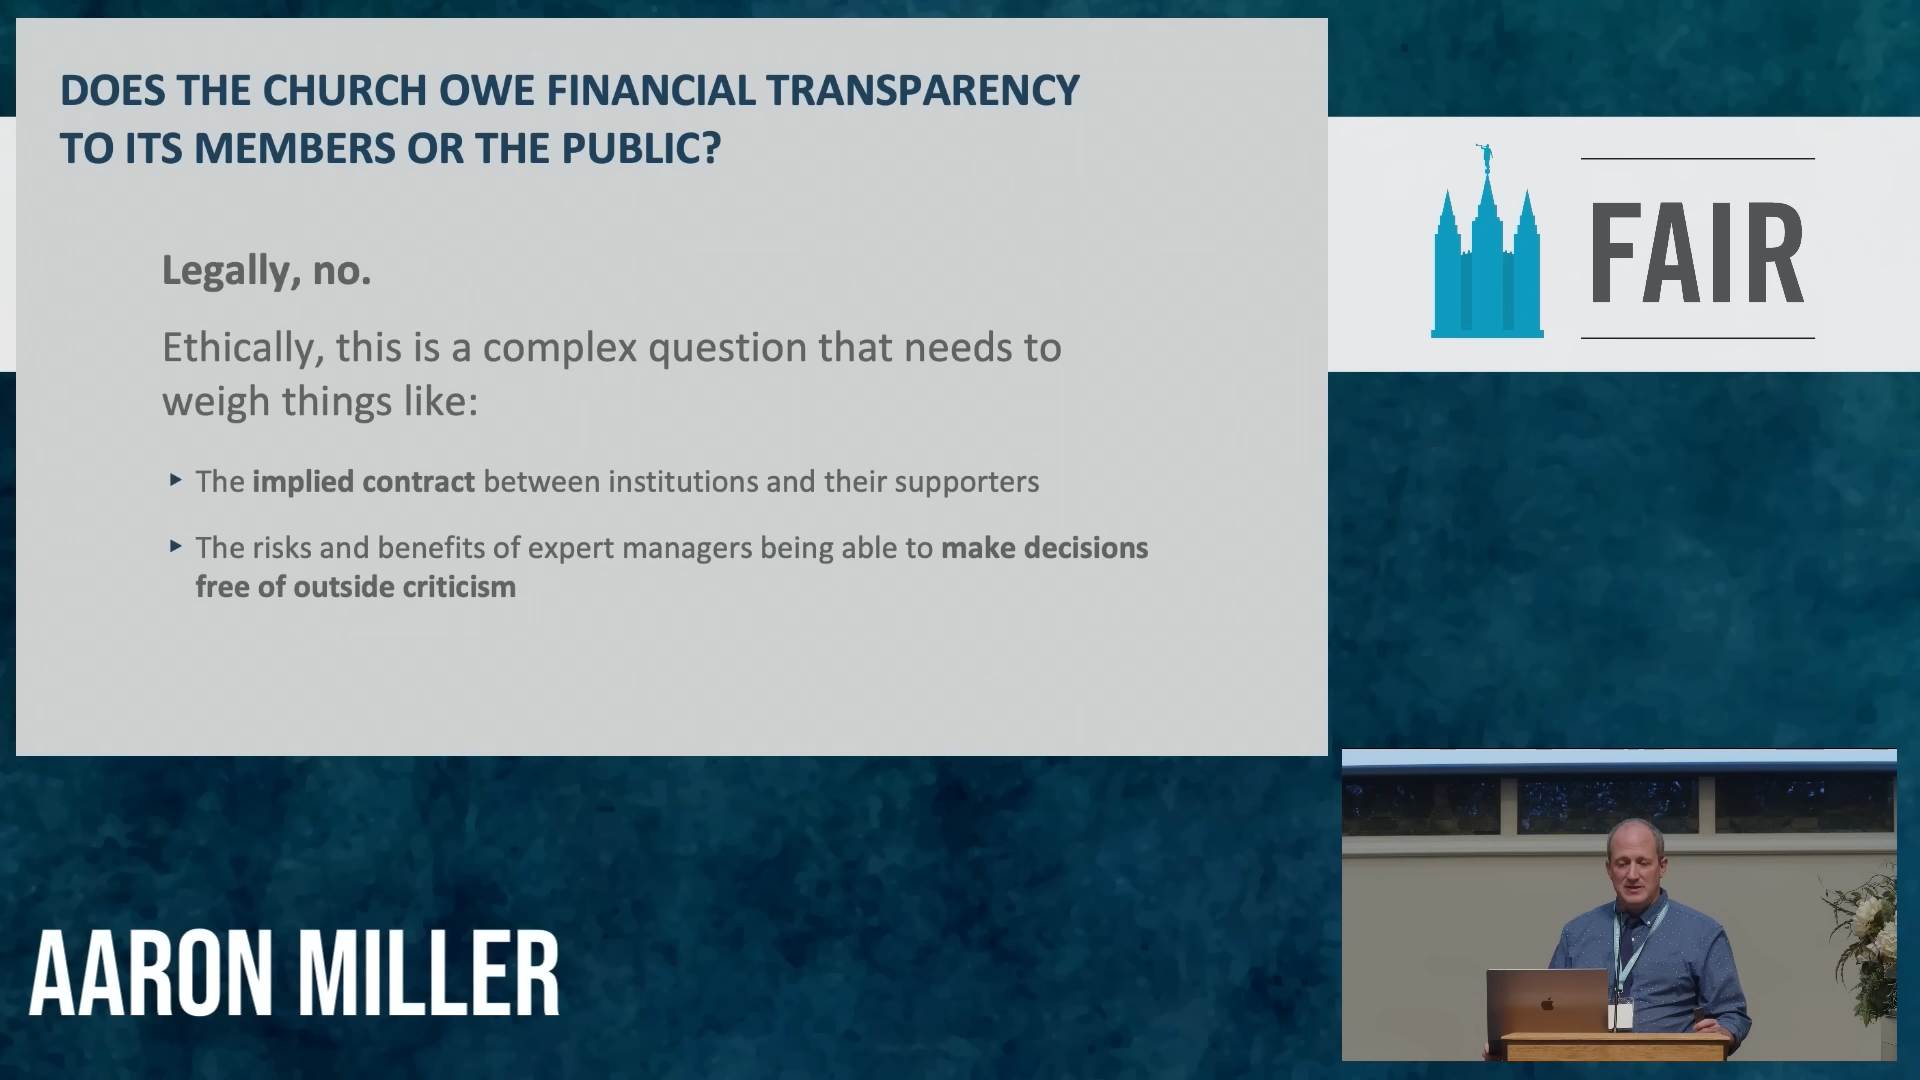 DOES THE CHURCH OWE FINANCIAL TRANSPARENCY
TO ITS MEMBERS OR THE PUBLIC?
Legally, no.
Ethically, this is a complex question that needs to
weigh things like:
‣ The implied contract between institutions and their supporters
‣ The risks and benefits of expert managers being able to make decisions
free of outside criticism
FAIR
AARON MILLER